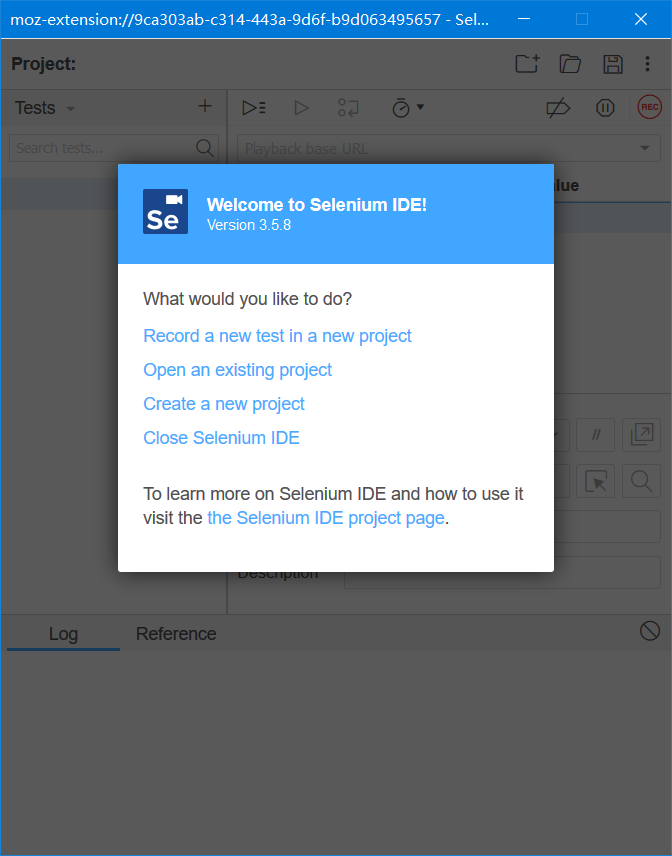 moz-extension://9ca303ab-c314-443a-9d6f-b9d063495657 - Sel...
Project:
Tests
REC
Search tests...
Playback base URL
alue
Se
Welcome to Selenium IDE!
Version 3.5.8
What would you like to do?
Record a new test in a new project
Open an existing project
Create a new project
Close Selenium IDE
//
To learn more on Selenium IDE and how to use it
visit the the Selenium IDE project page.
Description
Log
Reference